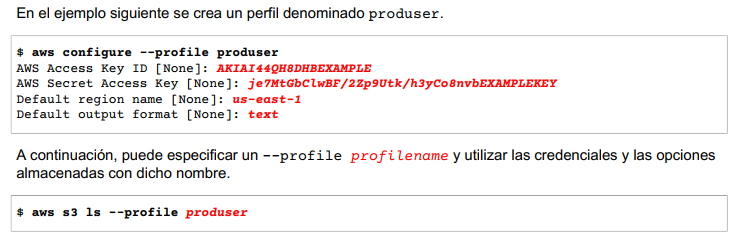 En el ejemplo siguiente se crea un perfil denominado produser.
$ aws configure --profile produser
AWS Access Key ID [None]: AKIAI44QH8DHBEXAMPLE
AWS Secret Access Key [None]: je7MtGbClwBF/2Zp9Utk/h3yCo8nvbEXAMPLEKEY
Default region name [None]: us-east-1
Default output format [None]: text
A continuación, puede especificar un --profile profilename y utilizar las credenciales y las opciones
almacenadas con dicho nombre.
$ aws s3 ls --profile produser